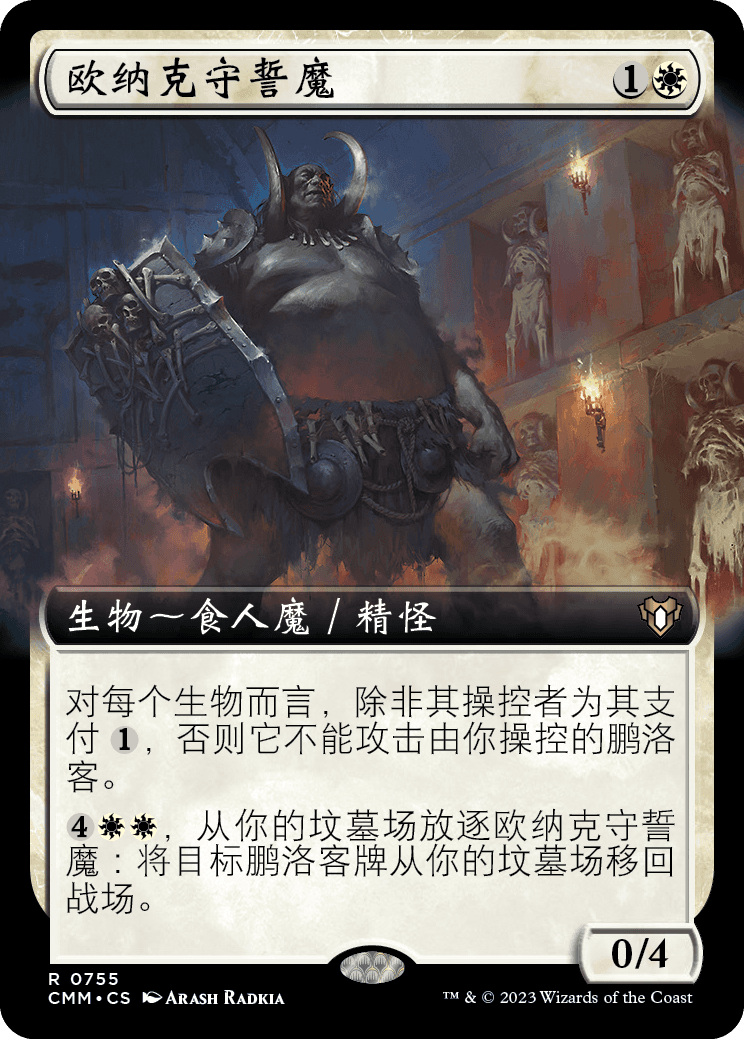 欧纳克守誓魔 1
生物～食人魔／精怪
对每个生物而言，除非其操控者为其支
付1，否则它不能攻击由你操控的鹏洛
客。
4，从你的坟墓场放逐欧纳克守誓
魔：将目标鹏洛客牌从你的坟墓场移回
战场。
0/4
R 0755
CMM•CS ARASH RADKIA
™ & © 2023 Wizards of the Coast